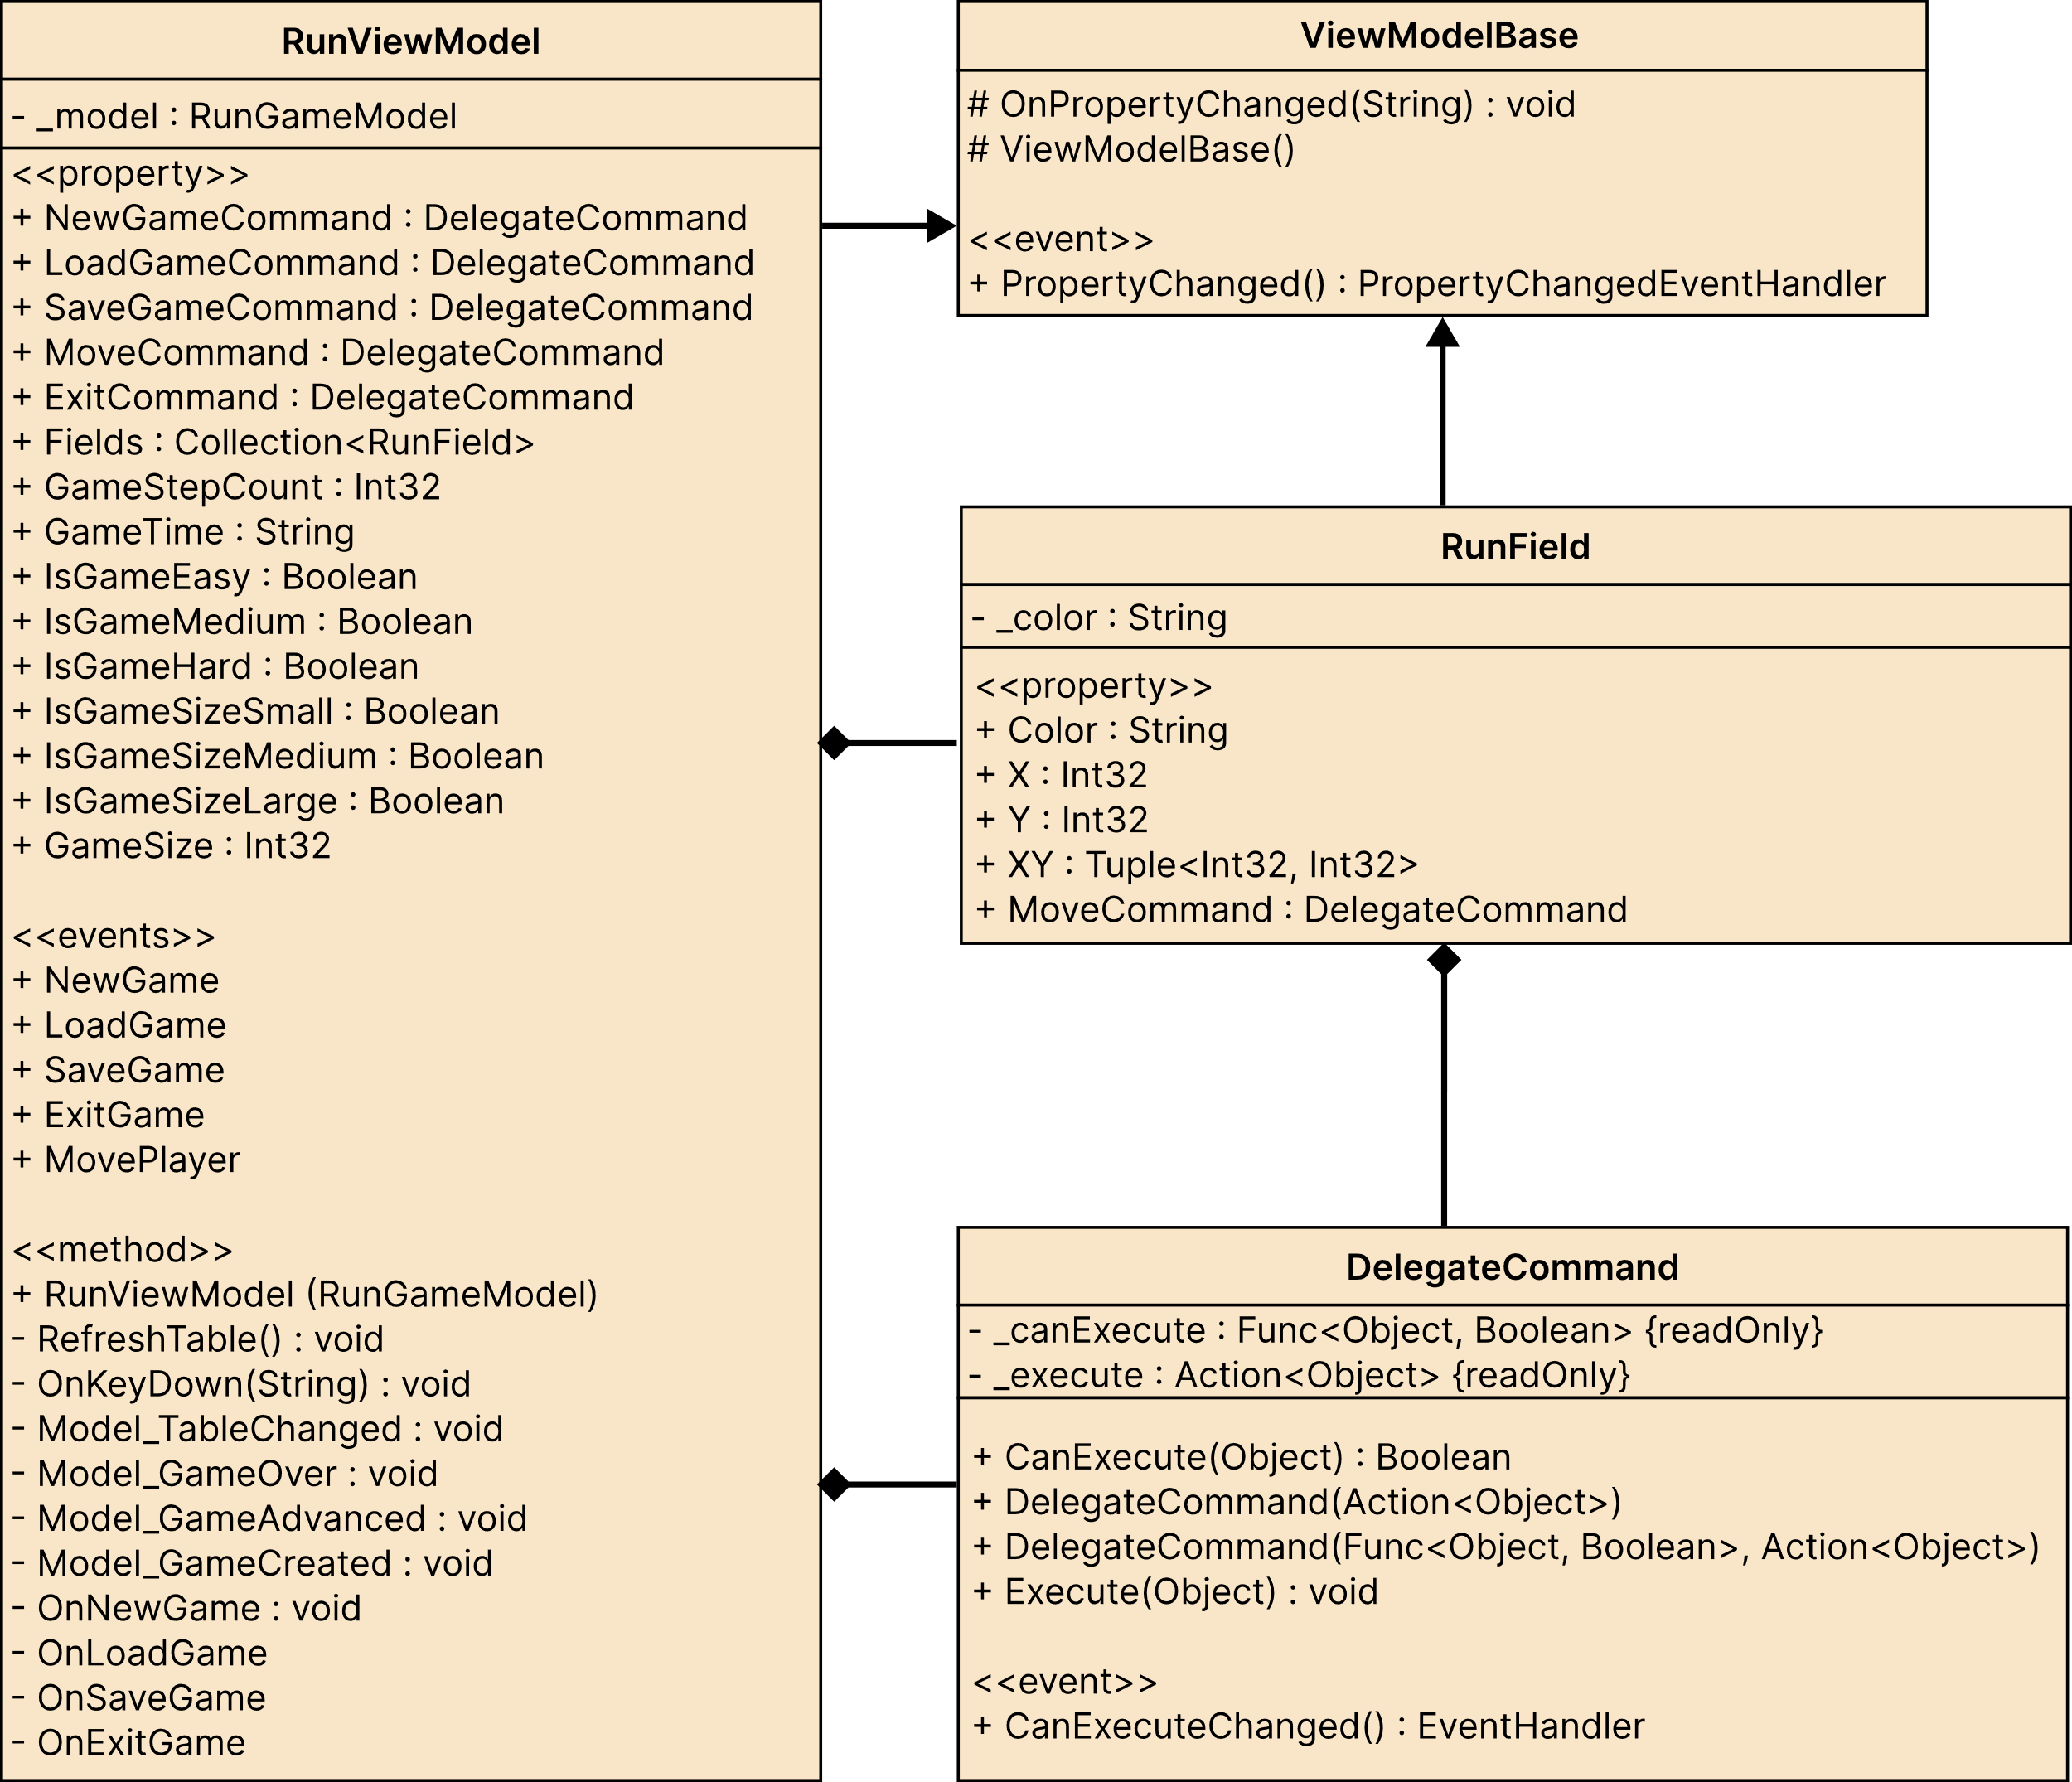 RunViewModel
- _model : RunGameModel
<<property>>
+ NewGameCommand : DelegateCommand
+ LoadGameCommand : DelegateCommand
+ SaveGameCommand : DelegateCommand
+ MoveCommand : DelegateCommand
+ ExitCommand : DelegateCommand
+ Fields : Collection<RunField>
+ GameStepCount : Int32
+ GameTime : String
+ IsGameEasy : Boolean
+ IsGameMedium : Boolean
+ IsGameHard : Boolean
+ IsGameSizeSmall : Boolean
+ IsGameSizeMedium : Boolean
+ IsGameSizeLarge : Boolean
+ GameSize : Int32
<<events>>
+ NewGame
+ LoadGame
+ SaveGame
+ ExitGame
+ MovePlayer
<<method>>
+ RunViewModel (RunGameModel)
- RefreshTable() : void
- OnKeyDown(String) : void
- Model_TableChanged : void
- Model_GameOver : void
- Model_GameAdvanced : void
- Model_GameCreated : void
- OnNewGame : void
- OnLoadGame
- OnSaveGame
- OnExitGame
ViewModelBase
# OnPropertyChanged(String) : void
# ViewModelBase()
<<event>>
+ PropertyChanged() : PropertyChangedEventHandler
RunField
- _color : String
<<property>>
+ Color : String
+ X : Int32
+ Y : Int32
+ XY : Tuple<Int32, Int32>
+ MoveCommand : DelegateCommand
DelegateCommand
- _canExecute : Func<Object, Boolean> {readOnly}
- _execute : Action<Object> {readOnly}
+ CanExecute(Object) : Boolean
+ DelegateCommand(Action<Object>)
+ DelegateCommand(Func<Object, Boolean>, Action<Object>)
+ Execute(Object) : void
<<event>>
+ CanExecuteChanged() : EventHandler